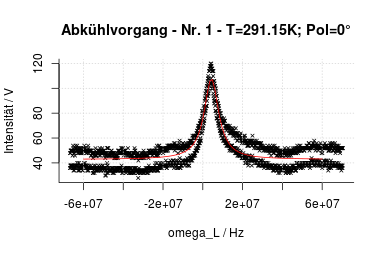 Abkühlvorgang - Nr. 1 - T=291.15K; Pol=0°
Intensität / V
120
80
60
40
-6e+07 -2e+07 2e+07 6e+07
omega_L / Hz